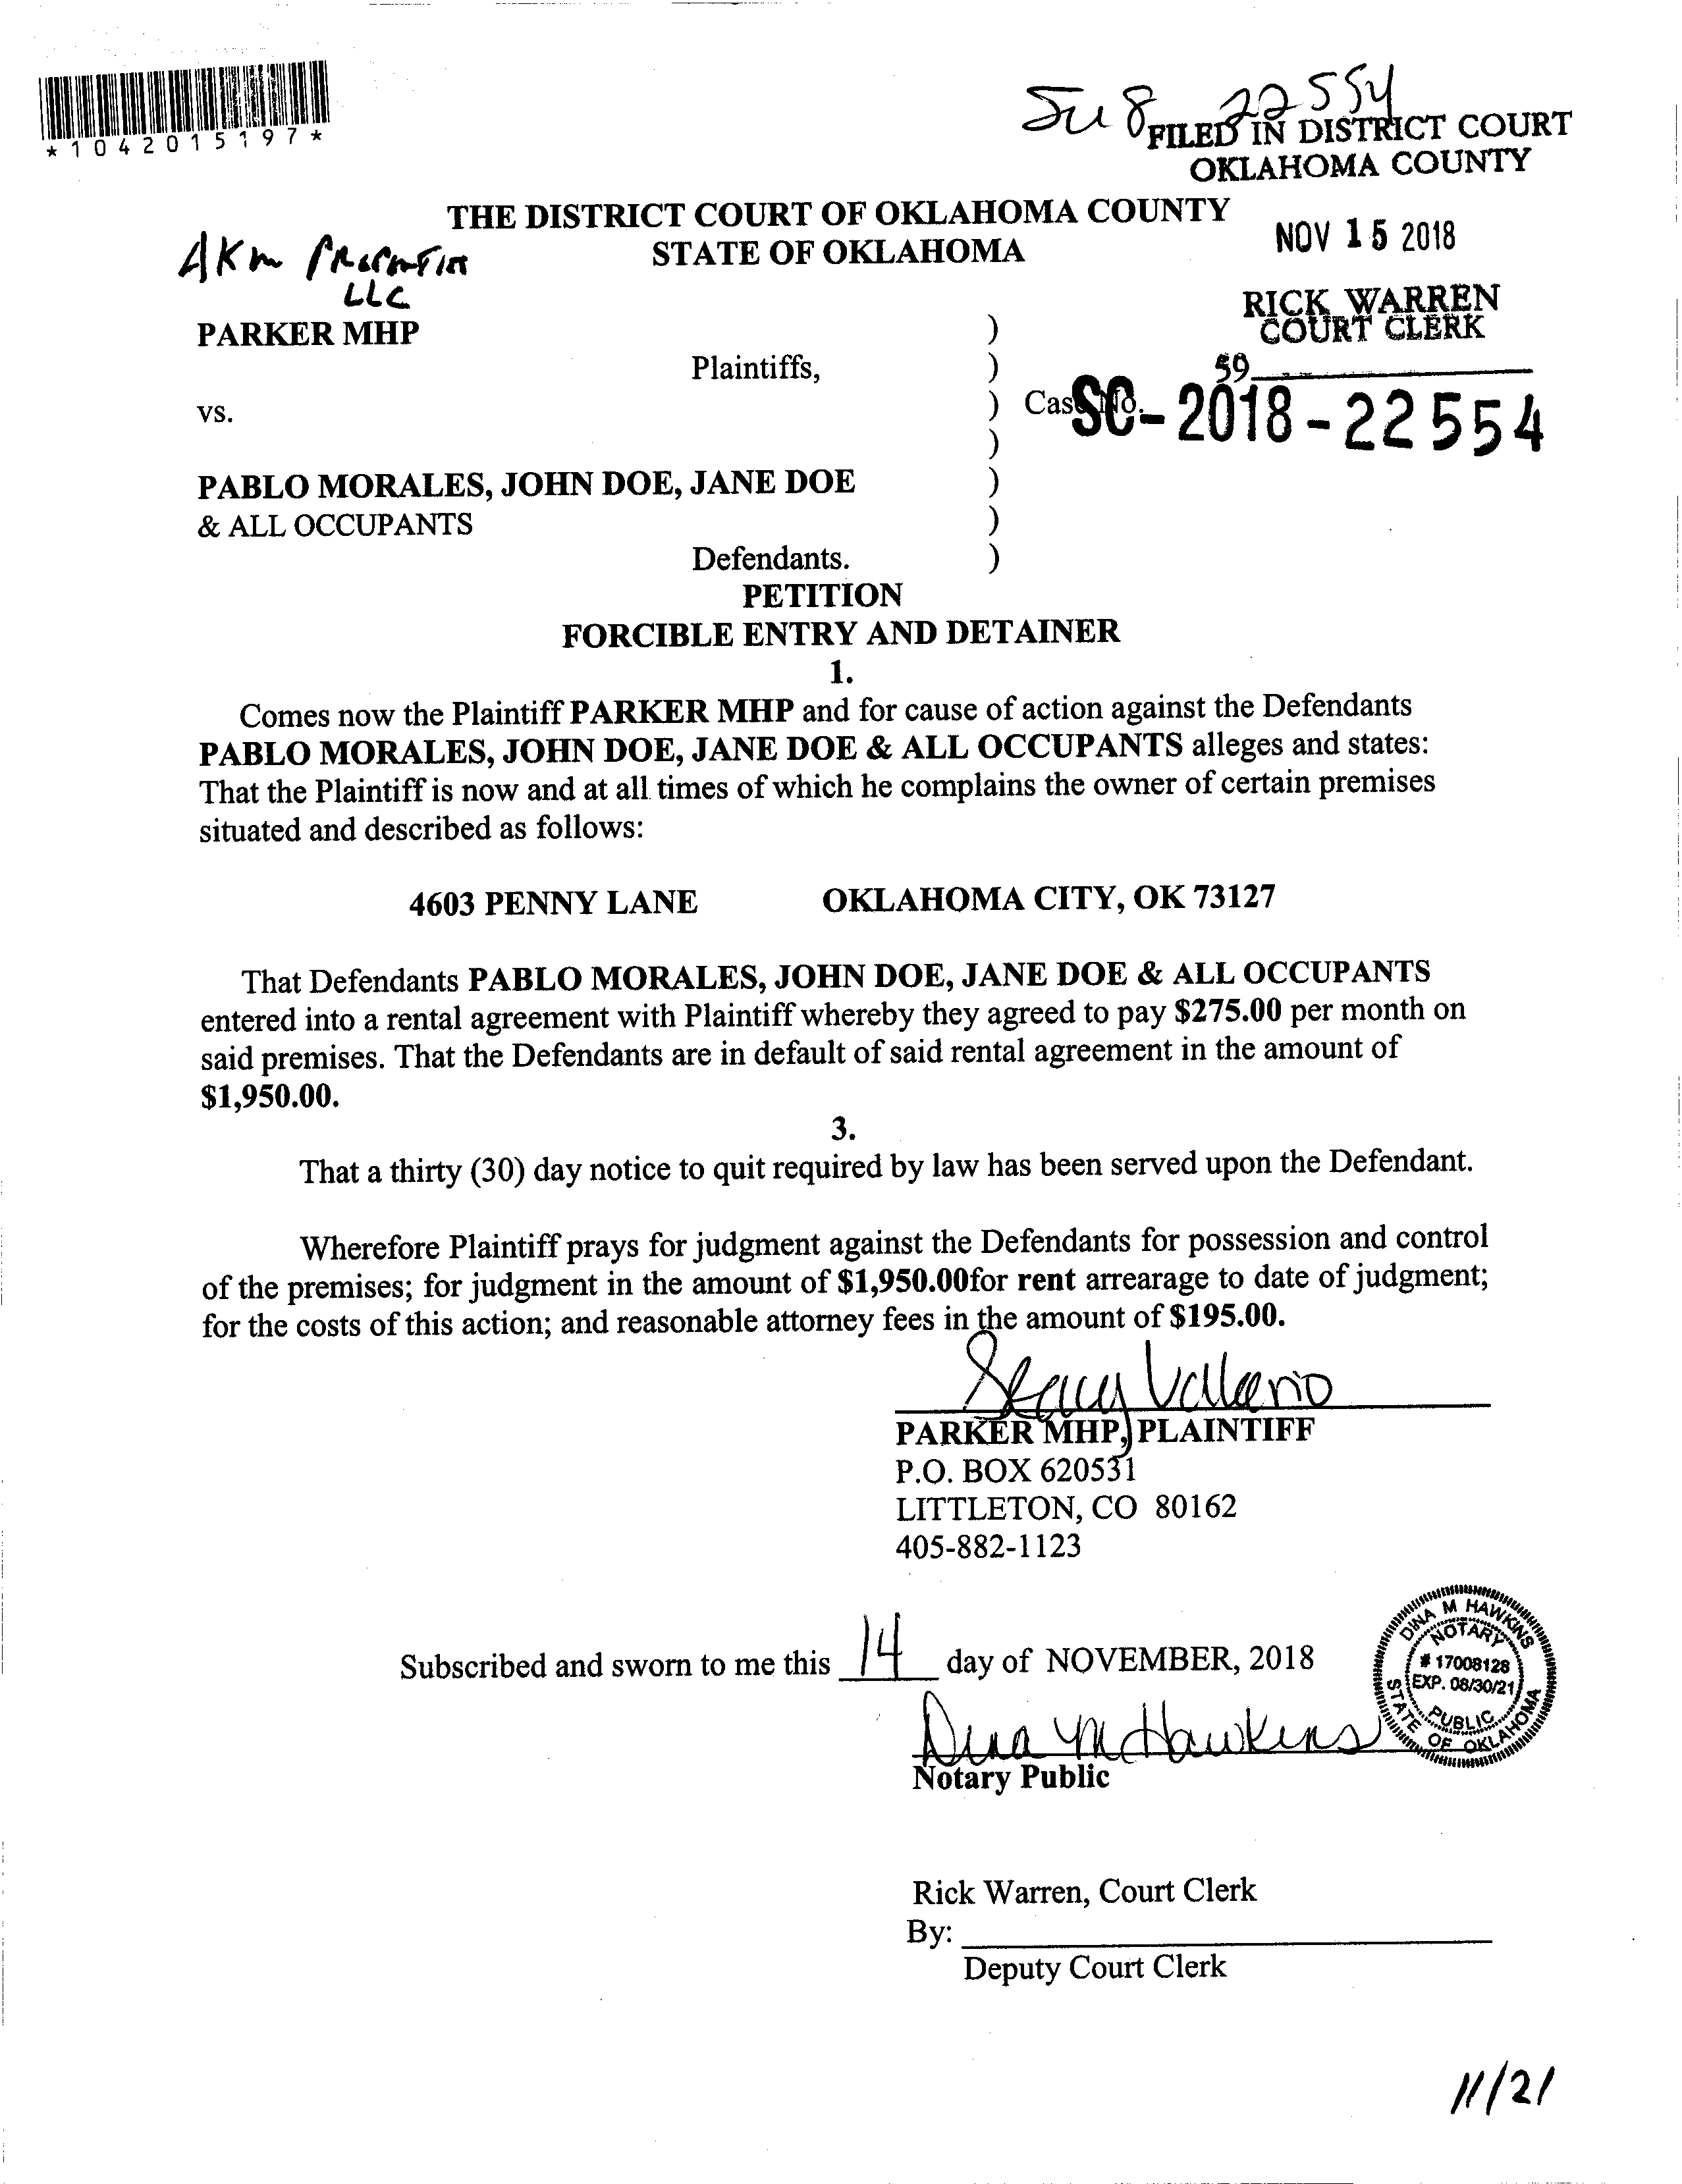 *1042015197*
22554
FILED IN DISTRICT COURT
OKLAHOMA COUNTY
NOV 15 2018
RICK WARREN
COURT CLERK
59
THE DISTRICT COURT OF OKLAHOMA COUNTY
STATE OF OKLAHOMA
AKM
LLC
PARKER MHP )
Plaintiffs, )
vs. ) Case No. SC-2018-22554
)
PABLO MORALES, JOHN DOE, JANE DOE )
& ALL OCCUPANTS )
Defendants. )
PETITION
FORCIBLE ENTRY AND DETAINER
1.
Comes now the Plaintiff PARKER MHP and for cause of action against the Defendants
PABLO MORALES, JOHN DOE, JANE DOE & ALL OCCUPANTS alleges and states:
That the Plaintiff is now and at all times of which he complains the owner of certain premises
situated and described as follows:
4603 PENNY LANE OKLAHOMA CITY, OK 73127
That Defendants PABLO MORALES, JOHN DOE, JANE DOE & ALL OCCUPANTS
entered into a rental agreement with Plaintiff whereby they agreed to pay $275.00 per month on
said premises. That the Defendants are in default of said rental agreement in the amount of
$1,950.00.
3.
That a thirty (30) day notice to quit required by law has been served upon the Defendant.
Wherefore Plaintiff prays for judgment against the Defendants for possession and control
of the premises; for judgment in the amount of $1,950.00for rent arrearage to date of judgment;
for the costs of this action; and reasonable attorney fees in the amount of $195.00.
Stacy Valerio
PARKER MHP, PLAINTIFF
P.O. BOX 620531
LITTLETON, CO 80162
405-882-1123
Subscribed and sworn to me this 14 day of NOVEMBER, 2018
Dina M Hawkins
Notary Public
DINA M HAWKINS
NOTARY
# 17008128
EXP. 08/30/21
PUBLIC
STATE OF OKLAHOMA
Rick Warren, Court Clerk
By:
Deputy Court Clerk
11/21